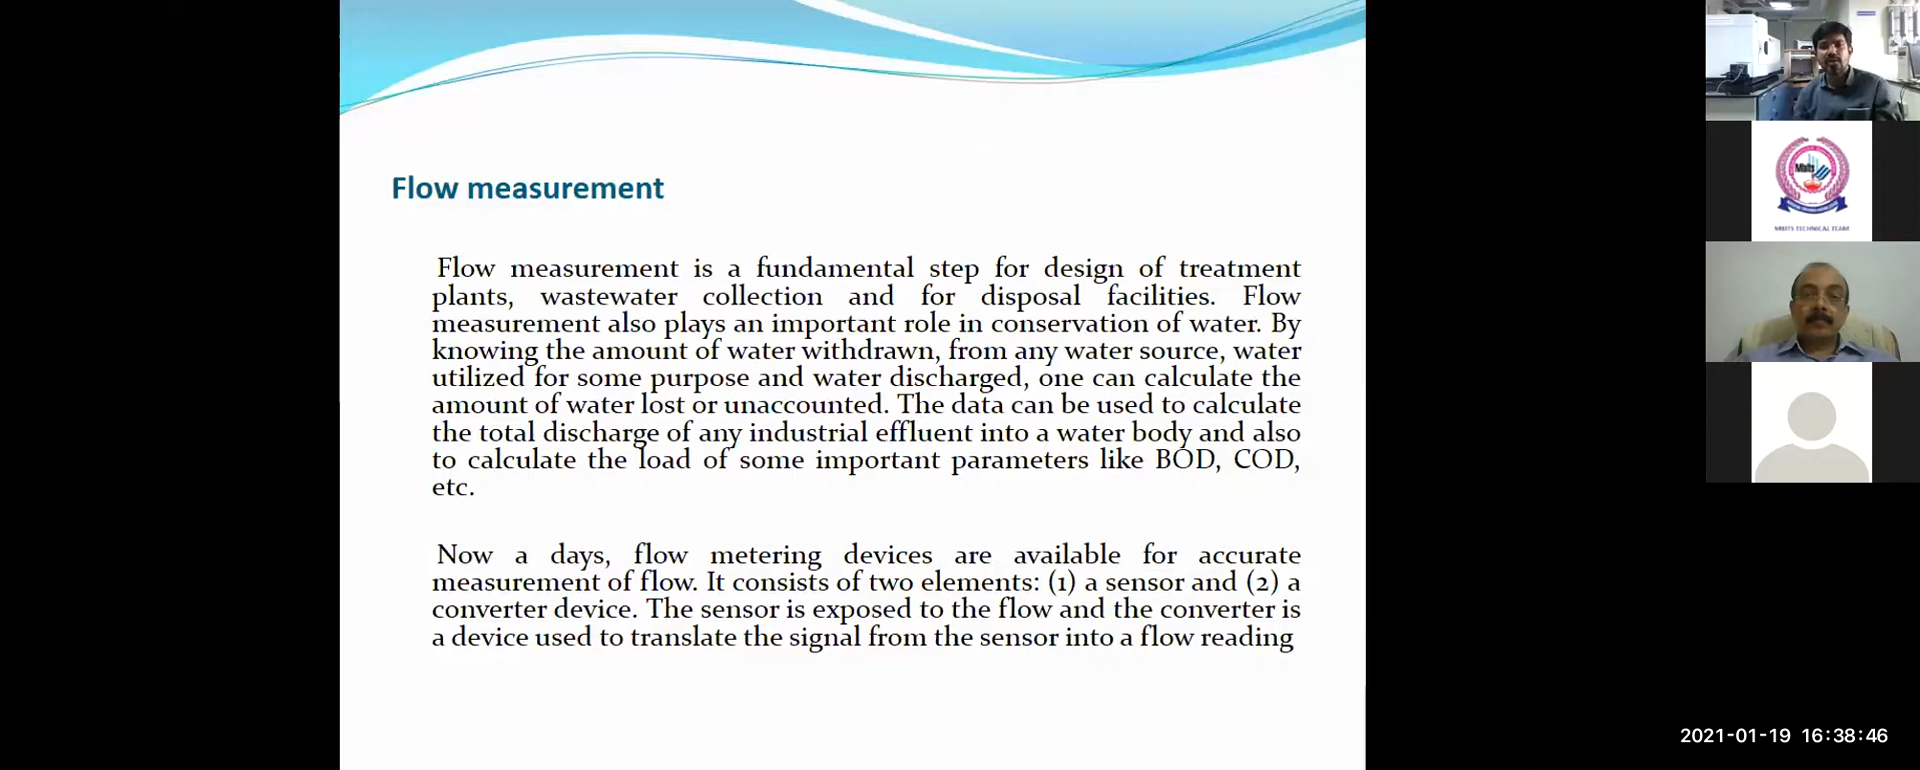 Flow measurement
Flow measurement is a fundamental step for design of treatment
plants, wastewater collection and for disposal facilities. Flow
measurement also plays an important role in conservation of water. By
knowing the amount of water withdrawn, from any water source, water
utilized for some purpose and water discharged, one can calculate the
amount of water lost or unaccounted. The data can be used to calculate
the total discharge of any industrial effluent into a water body and also
to calculate the load of some important parameters like BOD, COD,
etc.
Now a days, flow metering devices are available for accurate
measurement of flow. It consists of two elements: (1) a sensor and (2) a
converter device. The sensor is exposed to the flow and the converter is
a device used to translate the signal from the sensor into a flow reading
Mbits
MBITS TECHNICAL TEAM
2021-01-19 16:38:46